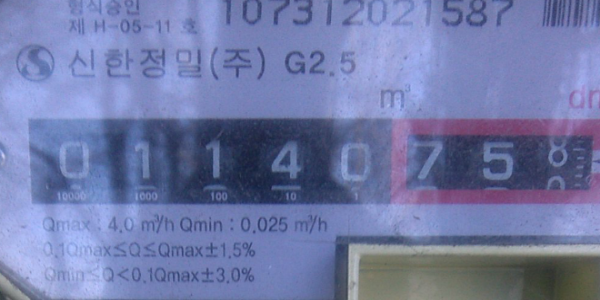 형식승인 107312021587
제 H-05-11 호
신한정밀(주) G2.5
m³
0 1 1 4 0 7 5 8
10000 1000 100 10 1
Qmax : 4.0 m³/h Qmin : 0.025 m³/h
0.1Qmax≤Q≤Qmax±1.5%
Qmin≤Q<0.1Qmax±3.0%